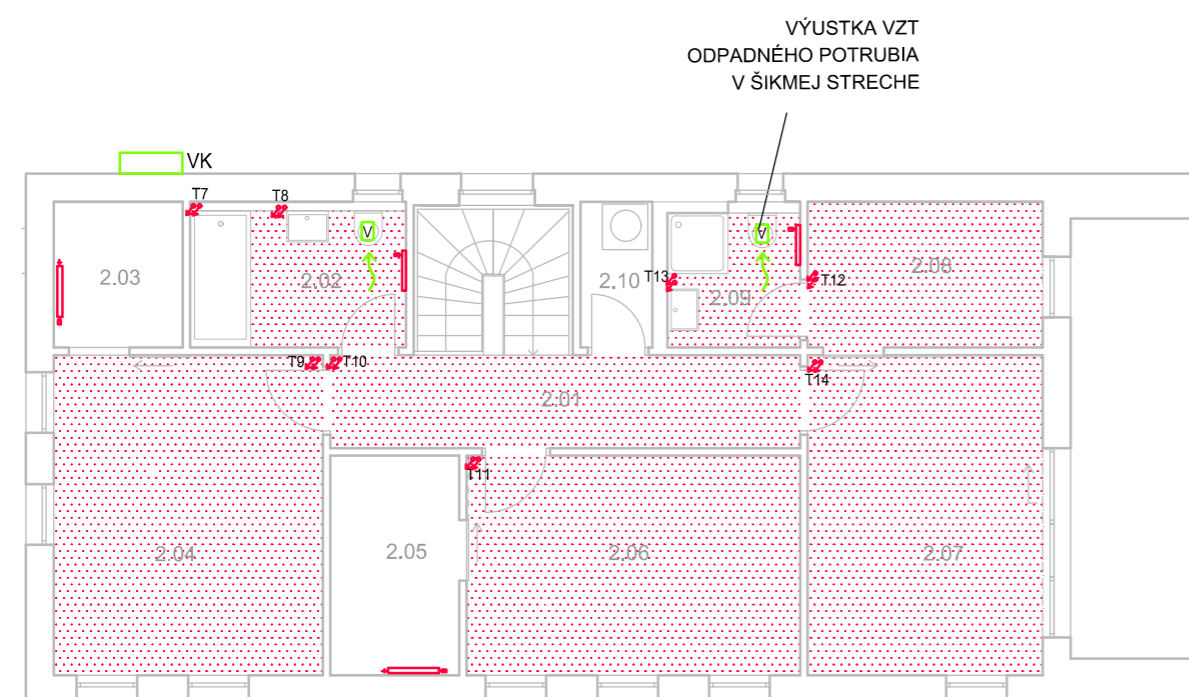 VÝUSTKA VZT
ODPADNÉHO POTRUBIA
V ŠIKMEJ STRECHE
VK
T7
T8
V
V
2.03
2.02
2.10
T13
2.09
T12
2.08
T9
T10
T14
2.01
T11
2.04
2.05
2.06
2.07